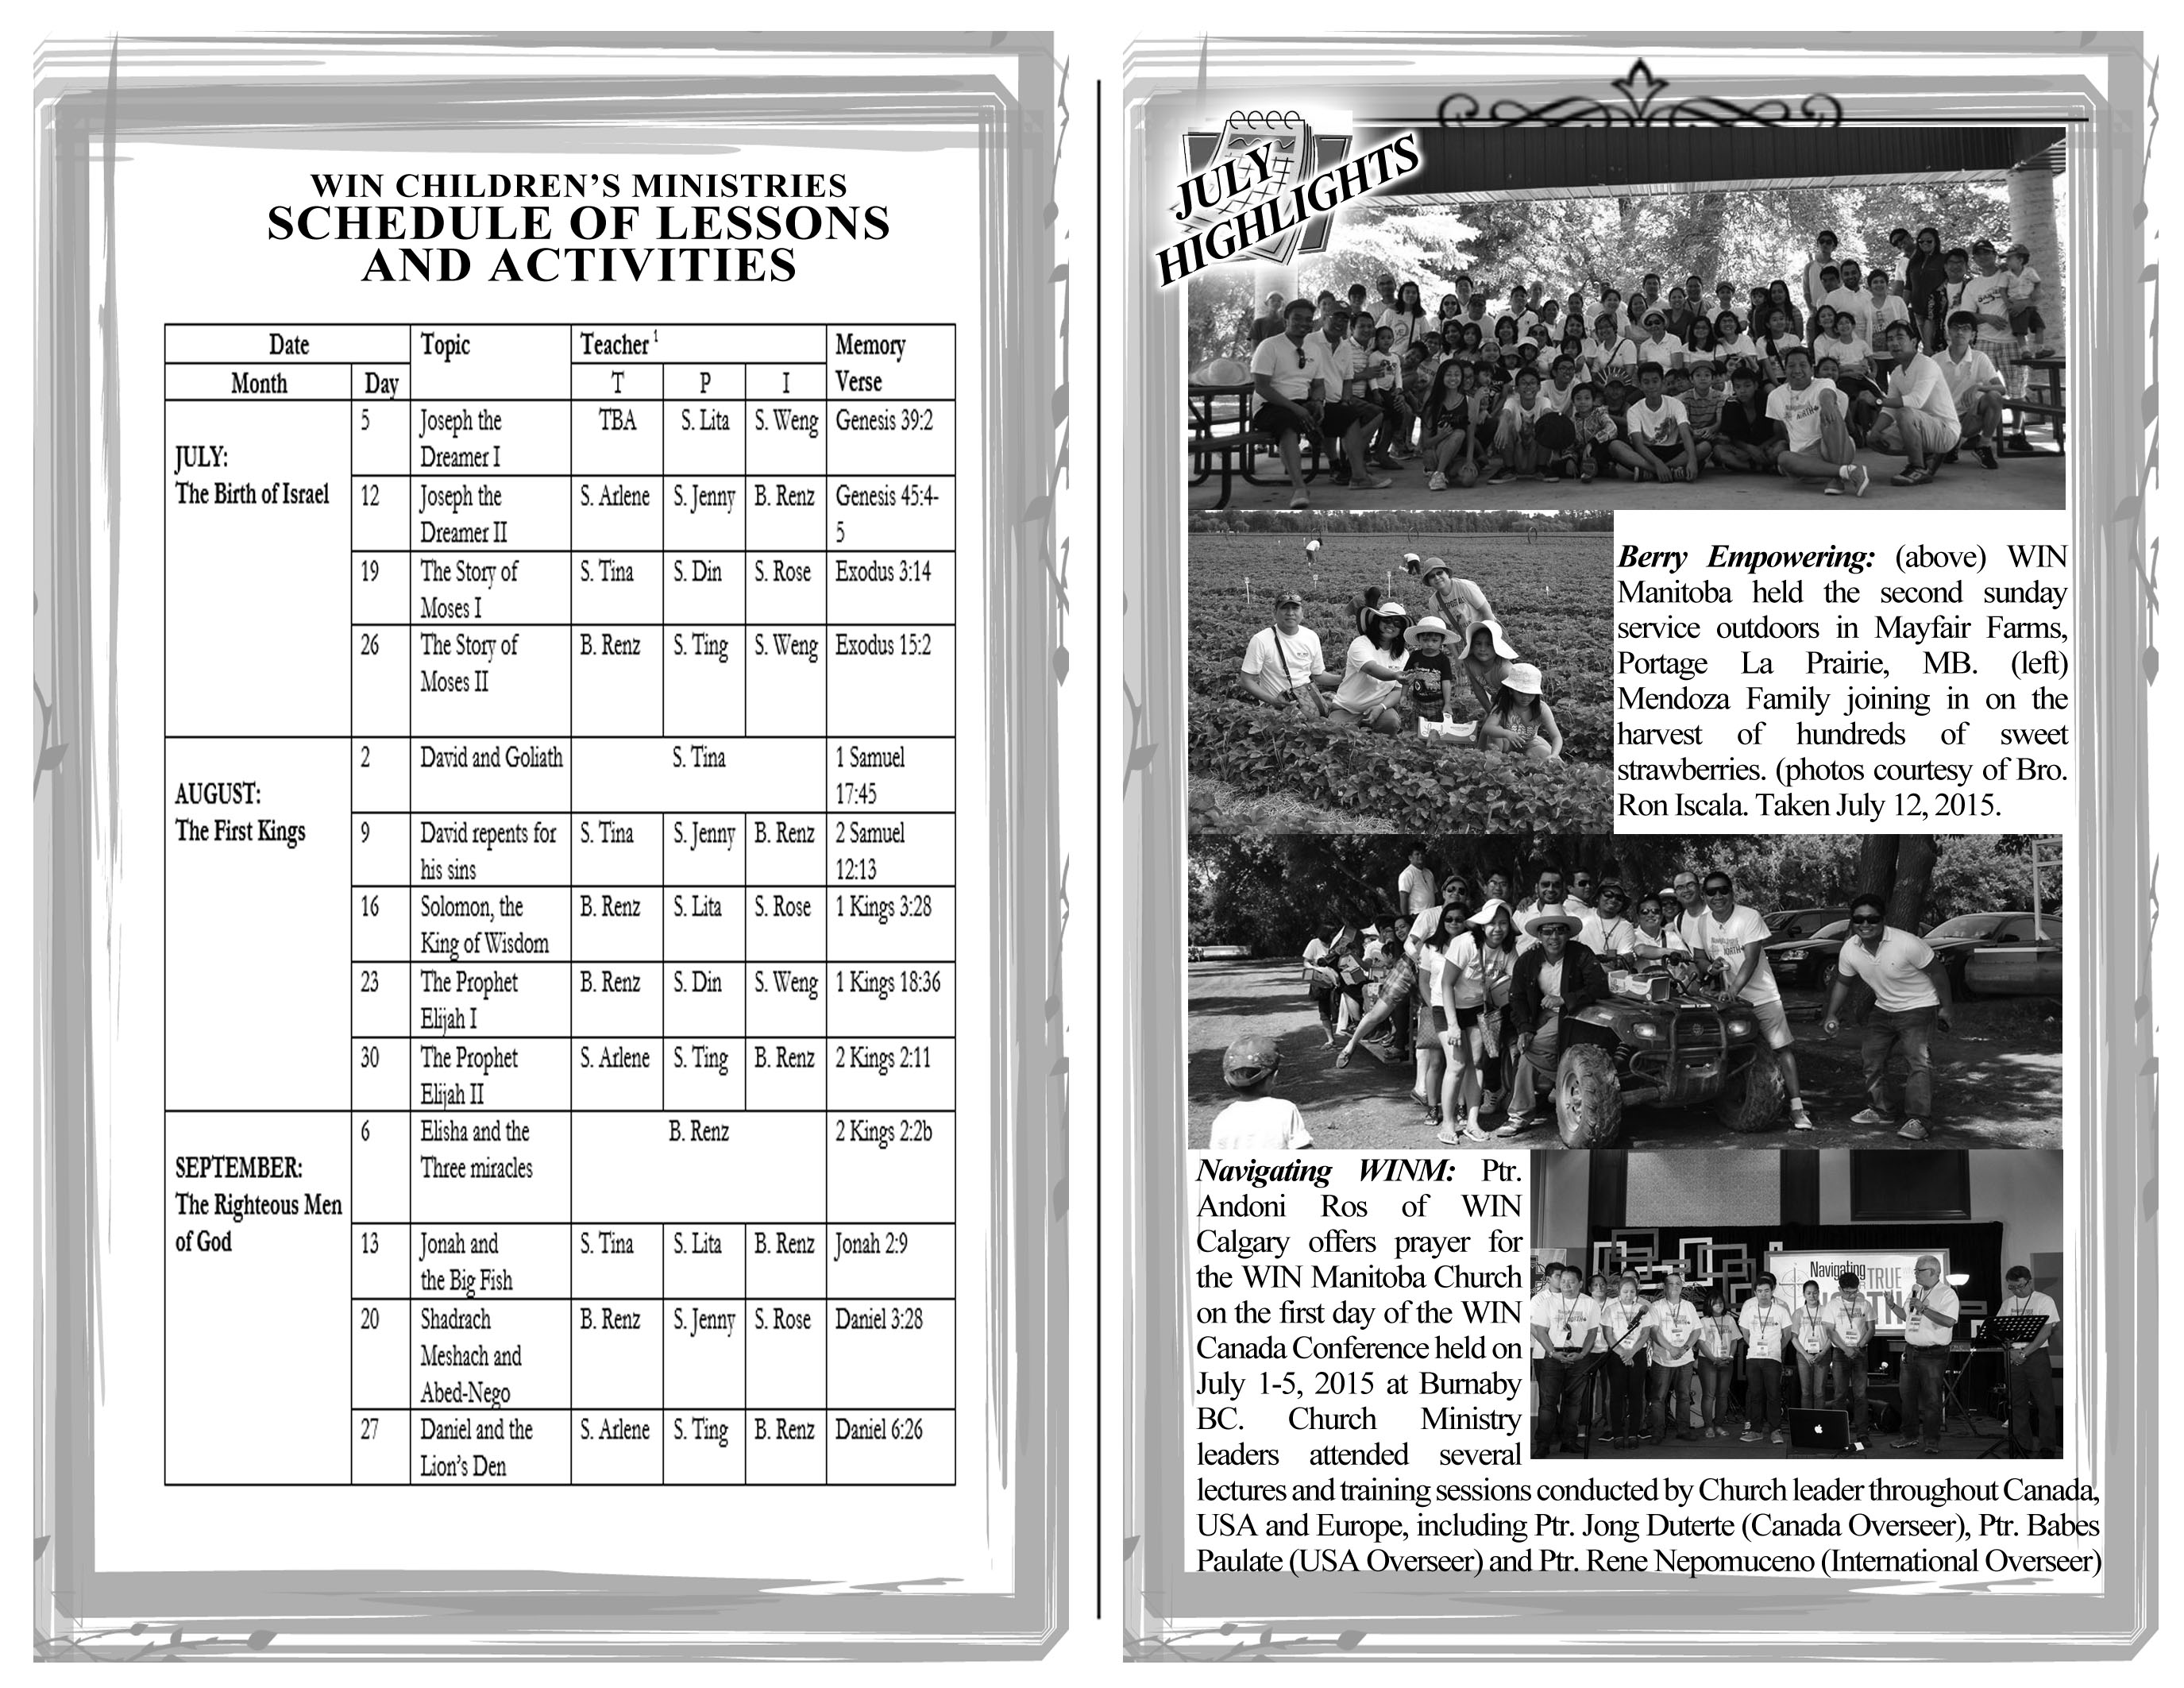 WIN CHILDREN'S MINISTRIES
SCHEDULE OF LESSONS
AND ACTIVITIES
Date Topic Teacher 1 Memory Verse
Month Day T P I
JULY:
The Birth of Israel
5 Joseph the Dreamer I TBA S. Lita S. Weng Genesis 39:2
12 Joseph the Dreamer II S. Arlene S. Jenny B. Renz Genesis 45:4-5
19 The Story of Moses I S. Tina S. Din S. Rose Exodus 3:14
26 The Story of Moses II B. Renz S. Ting S. Weng Exodus 15:2
AUGUST:
The First Kings
2 David and Goliath S. Tina 1 Samuel 17:45
9 David repents for his sins S. Tina S. Jenny B. Renz 2 Samuel 12:13
16 Solomon, the King of Wisdom B. Renz S. Lita S. Rose 1 Kings 3:28
23 The Prophet Elijah I B. Renz S. Din S. Weng 1 Kings 18:36
30 The Prophet Elijah II S. Arlene S. Ting B. Renz 2 Kings 2:11
SEPTEMBER:
The Righteous Men
of God
6 Elisha and the Three miracles B. Renz 2 Kings 2:2b
13 Jonah and the Big Fish S. Tina S. Lita B. Renz Jonah 2:9
20 Shadrach Meshach and Abed-Nego B. Renz S. Jenny S. Rose Daniel 3:28
27 Daniel and the Lion's Den S. Arlene S. Ting B. Renz Daniel 6:26
JULY
HIGHLIGHTS
Berry Empowering: (above) WIN
Manitoba held the second sunday
service outdoors in Mayfair Farms,
Portage La Prairie, MB. (left)
Mendoza Family joining in on the
harvest of hundreds of sweet
strawberries. (photos courtesy of Bro.
Ron Iscala. Taken July 12, 2015.
Navigating WINM: Ptr.
Andoni Ros of WIN
Calgary offers prayer for
the WIN Manitoba Church
on the first day of the WIN
Canada Conference held on
July 1-5, 2015 at Burnaby
BC. Church Ministry
leaders attended several
lectures and training sessions conducted by Church leader throughout Canada,
USA and Europe, including Ptr. Jong Duterte (Canada Overseer), Ptr. Babes
Paulate (USA Overseer) and Ptr. Rene Nepomuceno (International Overseer)
Navigating
TRUE